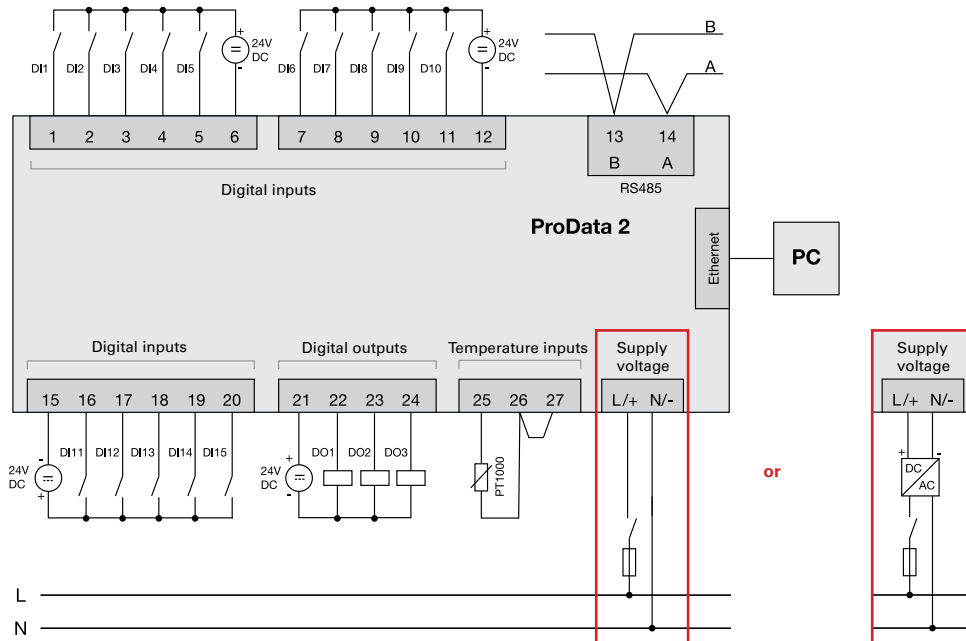 DI1 DI2 DI3 DI4 DI5 + 24V DC -
DI6 DI7 DI8 DI9 D10 + 24V DC -
B
A
1 2 3 4 5 6
7 8 9 10 11 12
13 14
B A
Digital inputs
RS485
ProData 2
Ethernet
PC
Digital inputs
Digital outputs
Temperature inputs
Supply
voltage
Supply
voltage
15 16 17 18 19 20
21 22 23 24
25 26 27
L/+ N/-
L/+ N/-
- 24V DC + DI11 DI12 DI13 DI14 DI15
+ 24V DC - DO1 DO2 DO3
PT1000
or
+ -
DC
AC
L
N